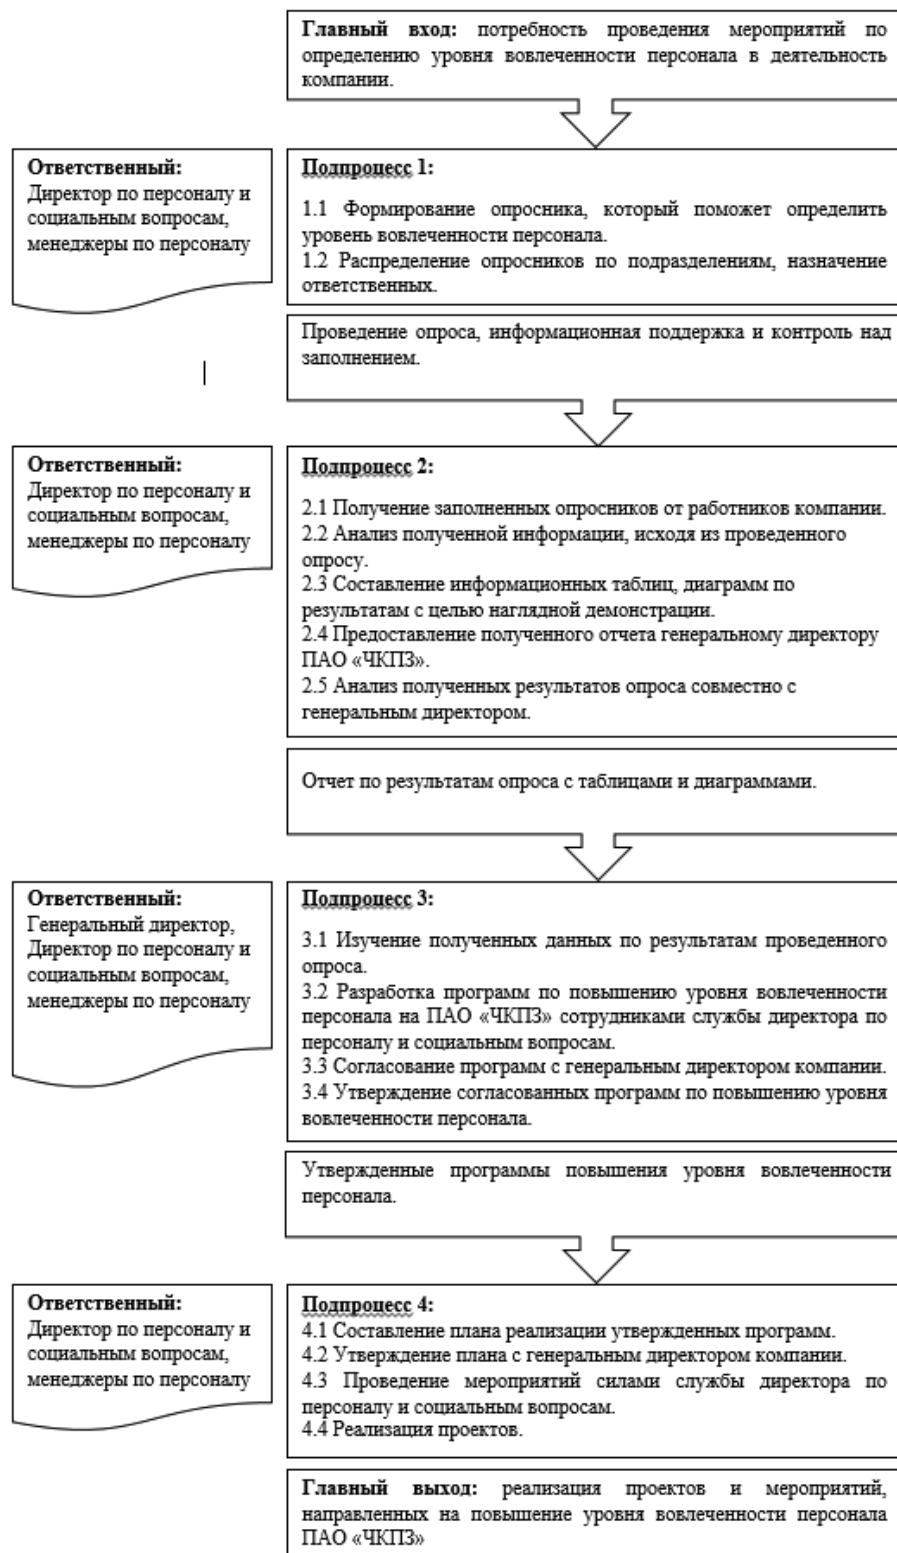 Главный вход: потребность проведения мероприятий по
определению уровня вовлеченности персонала в деятельность
компании.
Ответственный:
Директор по персоналу и
социальным вопросам,
менеджеры по персоналу
Подпроцесс 1:
1.1 Формирование опросника, который поможет определить
уровень вовлеченности персонала.
1.2 Распределение опросников по подразделениям, назначение
ответственных.
Проведение опроса, информационная поддержка и контроль над
заполнением.
Ответственный:
Директор по персоналу и
социальным вопросам,
менеджеры по персоналу
Подпроцесс 2:
2.1 Получение заполненных опросников от работников компании.
2.2 Анализ полученной информации, исходя из проведенного
опросу.
2.3 Составление информационных таблиц, диаграмм по
результатам с целью наглядной демонстрации.
2.4 Предоставление полученного отчета генеральному директору
ПАО «ЧКПЗ».
2.5 Анализ полученных результатов опроса совместно с
генеральным директором.
Отчет по результатам опроса с таблицами и диаграммами.
Ответственный:
Генеральный директор,
Директор по персоналу и
социальным вопросам,
менеджеры по персоналу
Подпроцесс 3:
3.1 Изучение полученных данных по результатам проведенного
опроса.
3.2 Разработка программ по повышению уровня вовлеченности
персонала на ПАО «ЧКПЗ» сотрудниками службы директора по
персоналу и социальным вопросам.
3.3 Согласование программ с генеральным директором компании.
3.4 Утверждение согласованных программ по повышению уровня
вовлеченности персонала.
Утвержденные программы повышения уровня вовлеченности
персонала.
Ответственный:
Директор по персоналу и
социальным вопросам,
менеджеры по персоналу
Подпроцесс 4:
4.1 Составление плана реализации утвержденных программ.
4.2 Утверждение плана с генеральным директором компании.
4.3 Проведение мероприятий силами службы директора по
персоналу и социальным вопросам.
4.4 Реализация проектов.
Главный выход: реализация проектов и мероприятий,
направленных на повышение уровня вовлеченности персонала
ПАО «ЧКПЗ»